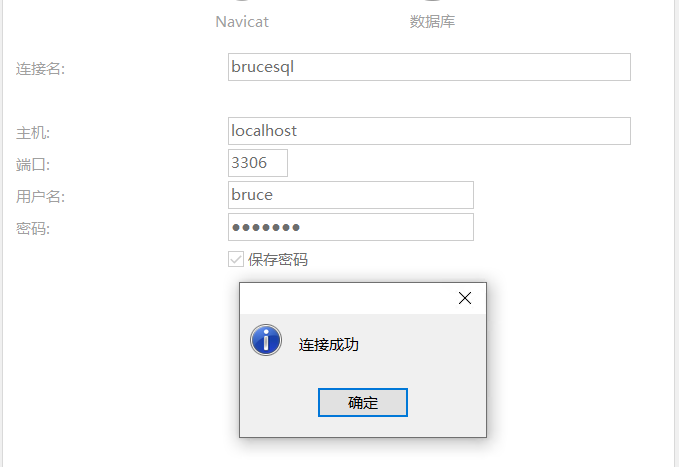 Navicat 数据库
连接名: brucesql
主机: localhost
端口: 3306
用户名: bruce
密码: ●●●●●●●
保存密码
连接成功
确定